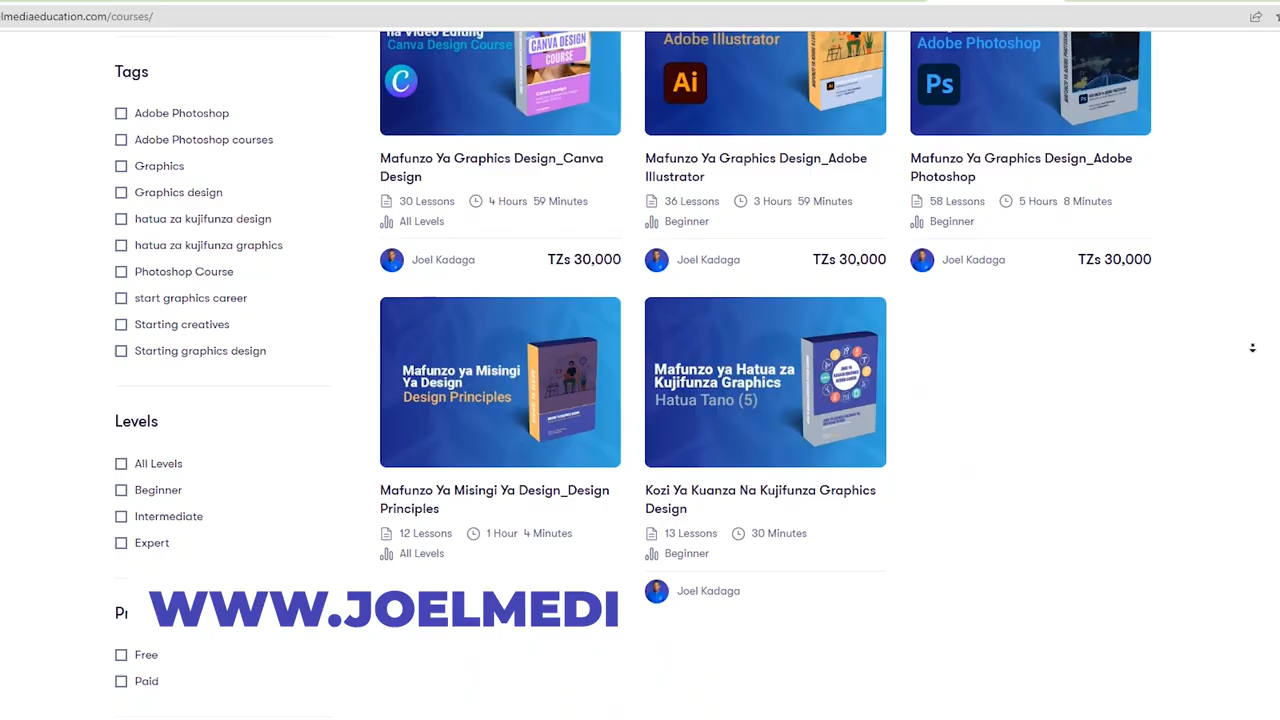 lmediaeducation.com/courses/
Tags
Adobe Photoshop
Adobe Photoshop courses
Graphics
Graphics design
hatua za kujifunza design
hatua za kujifunza graphics
Photoshop Course
start graphics career
Starting creatives
Starting graphics design
Levels
All Levels
Beginner
Intermediate
Expert
Pr
Free
Paid
na Video Editing
Canva Design Course
CANVA DESIGN
COURSE
Canva Design
Mafunzo Ya Graphics Design_Canva
Design
30 Lessons 4 Hours 59 Minutes
All Levels
Joel Kadaga TZs 30,000
Adobe Illustrator
Ai
Mafunzo Ya Graphics Design_Adobe
Illustrator
36 Lessons 3 Hours 59 Minutes
Beginner
Joel Kadaga TZs 30,000
Adobe Photoshop
Ps
Mafunzo Ya Graphics Design_Adobe
Photoshop
58 Lessons 5 Hours 8 Minutes
Beginner
Joel Kadaga TZs 30,000
Mafunzo ya Misingi
Ya Design
Design Principles
Mafunzo Ya Misingi Ya Design_Design
Principles
12 Lessons 1 Hour 4 Minutes
All Levels
Mafunzo ya Hatua za
Kujifunza Graphics
Hatua Tano (5)
Kozi Ya Kuanza Na Kujifunza Graphics
Design
13 Lessons 30 Minutes
Beginner
Joel Kadaga
WWW.JOELMEDI